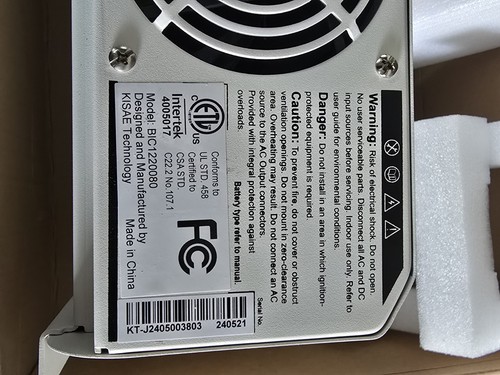 Warning: Risk of electrical shock. Do not open.
No user serviceable parts. Disconnect all AC and DC
input sources before servicing. Indoor use only. Refer to
user guide for environmental conditions.
Danger: Do not install in an area in which ignition-
protected equipment is required.
Caution: To prevent fire, do not cover or obstruct
ventilation openings. Do not mount in zero-clearance
area. Overheating may result. Do not connect an AC
source to the AC Output connectors.
Provided with integral protection against
overloads.
Battery type refer to manual.
ETL
c us
Intertek
4005017
Conforms to
UL STD. 458
Certified to
CSA STD.
C22.2 No.107.1
FC
Model: BIC1220080
Designed and Manufactured by
KISAE Technology
Made in China
Serial No.
KT-J2405003803 240521